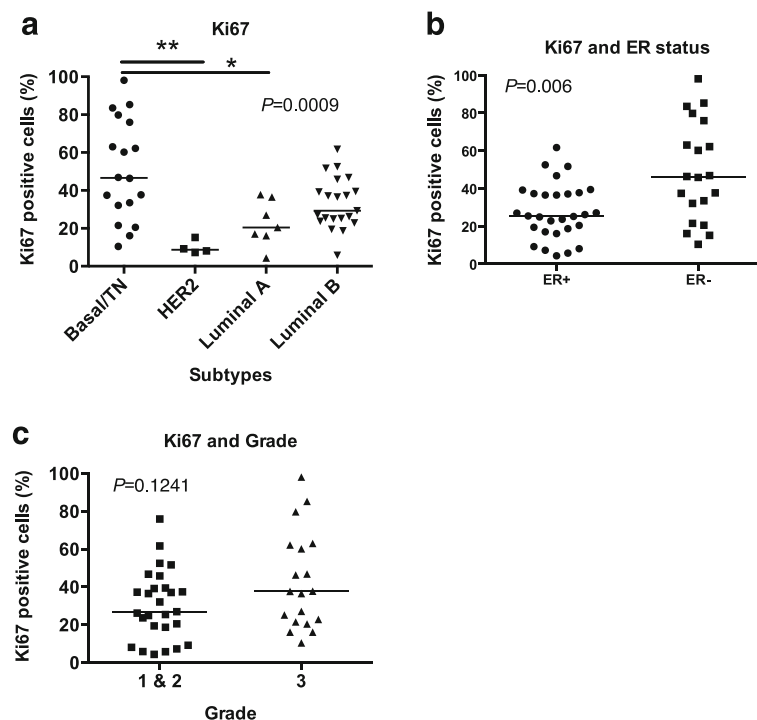 a
Ki67
**
*
P=0.0009
Ki67 positive cells (%)
100
80
60
40
20
0
Basal/TN
HER2
Luminal A
Luminal B
Subtypes
b
Ki67 and ER status
P=0.006
Ki67 positive cells (%)
100
80
60
40
20
0
ER+
ER-
c
Ki67 and Grade
P=0.1241
Ki67 positive cells (%)
100
80
60
40
20
0
1 & 2
3
Grade